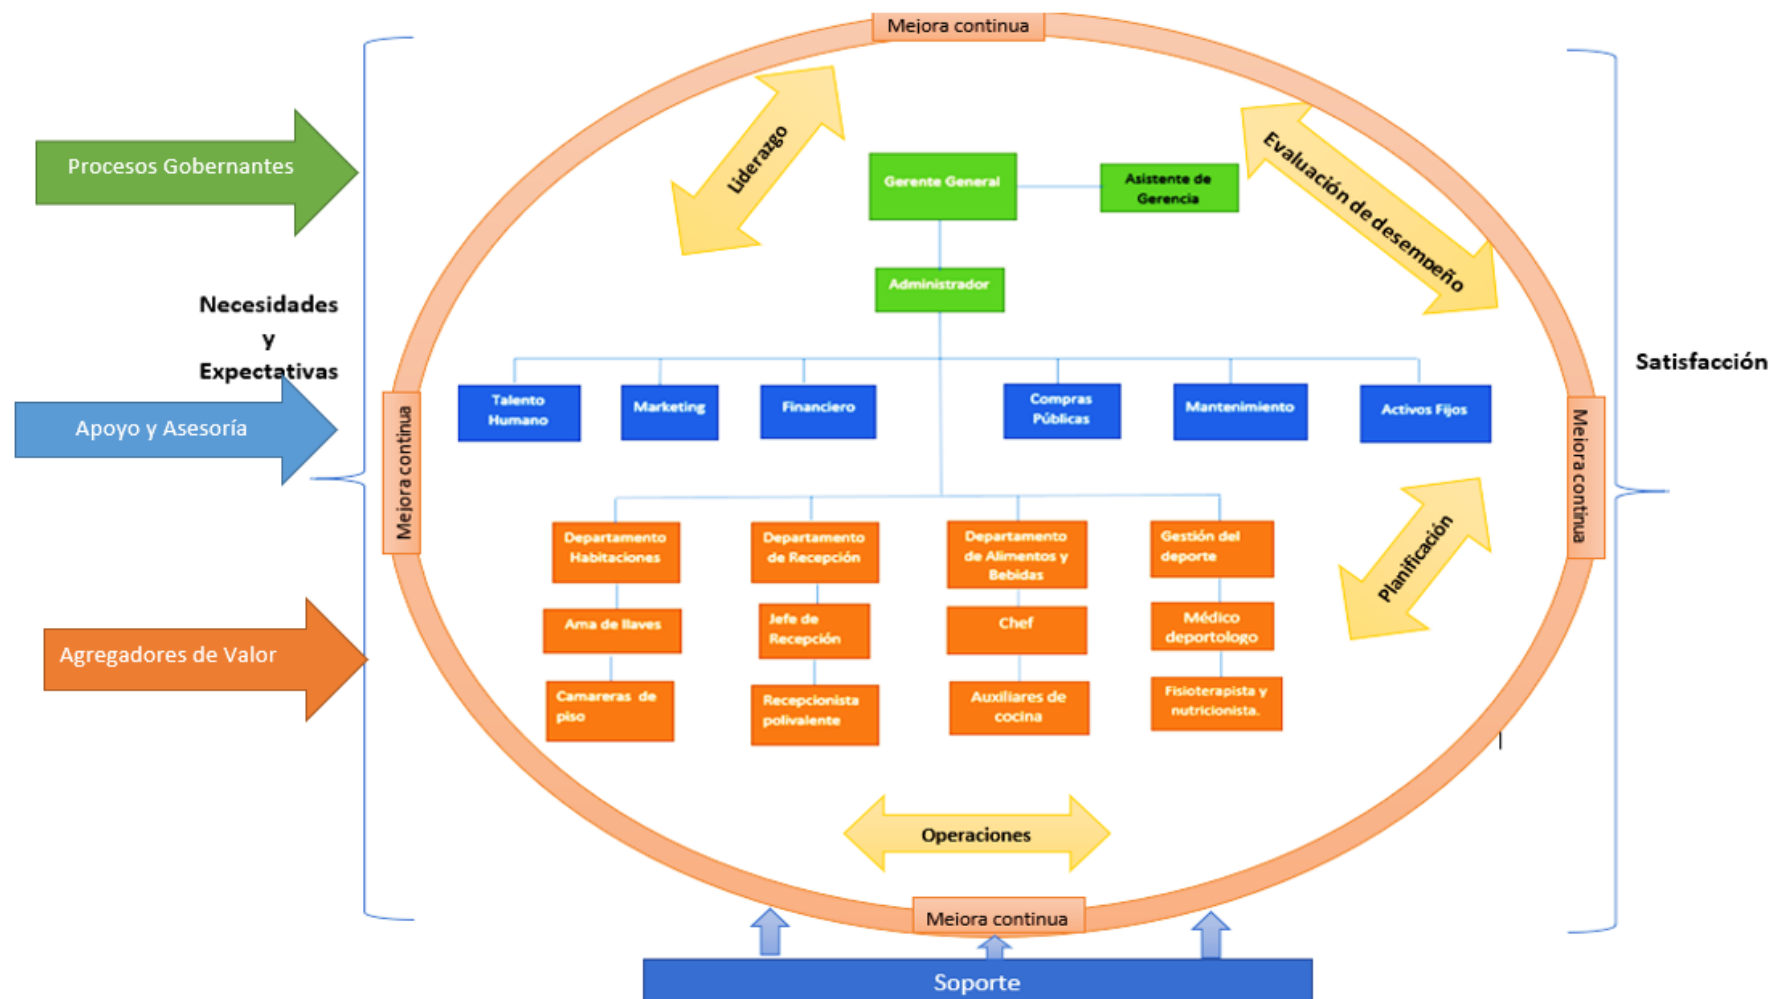 Mejora continua
Liderazgo
Evaluación de desempeño
Procesos Gobernantes
Gerente General
Asistente de
Gerencia
Administrador
Necesidades
y
Expectativas
Satisfacción
Apoyo y Asesoría
Mejora continua
Talento
Humano
Marketing
Financiero
Compras
Públicas
Mantenimiento
Activos Fijos
Mejora continua
Planificación
Departamento
Habitaciones
Departamento
de Recepción
Departamento
de Alimentos y
Bebidas
Gestión del
deporte
Agregadores de Valor
Ama de llaves
Jefe de
Recepción
Chef
Médico
deportologo
Camareras de
piso
Recepcionista
polivalente
Auxiliares de
cocina
Fisioterapista y
nutricionista.
Operaciones
Mejora continua
Soporte